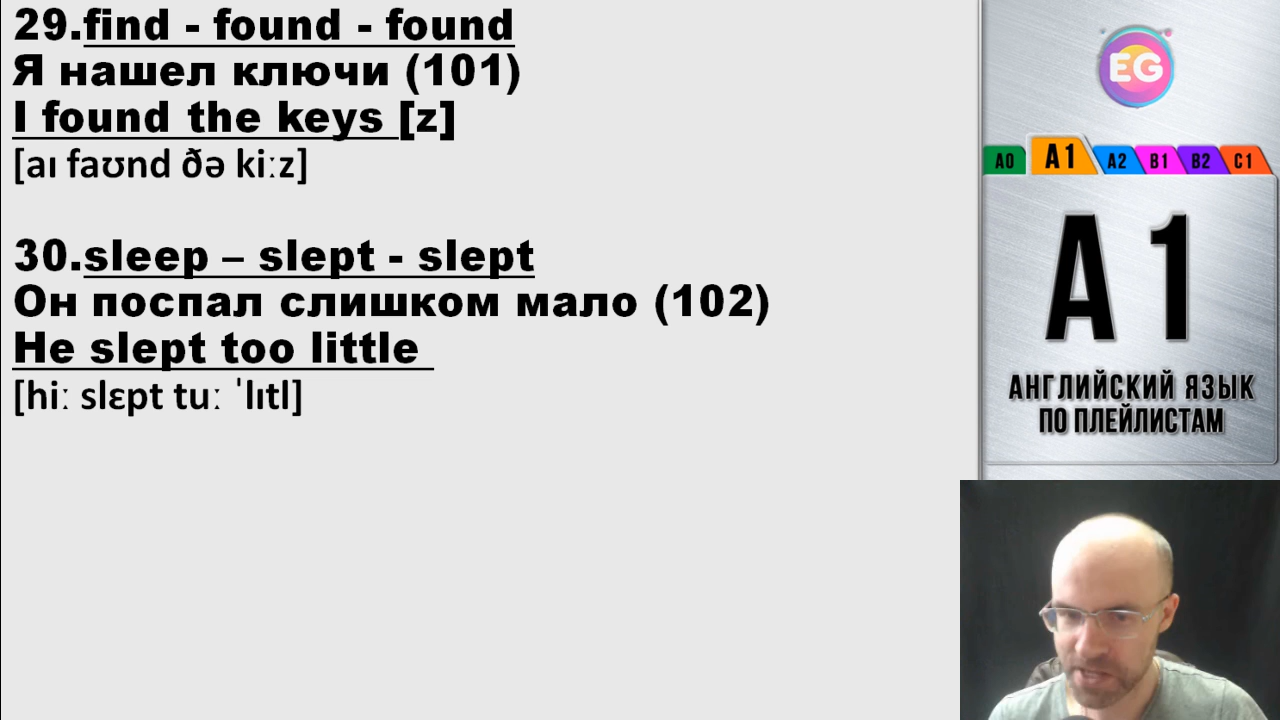 29.find - found - found
Я нашел ключи (101)
I found the keys [z]
[aɪ faʊnd ðə kiːz]
30.sleep – slept - slept
Он поспал слишком мало (102)
He slept too little
[hiː slɛpt tuː ˈlɪtl]
EG
A0 A1 A2 B1 B2 C1
A1
АНГЛИЙСКИЙ ЯЗЫК
ПО ПЛЕЙЛИСТАМ